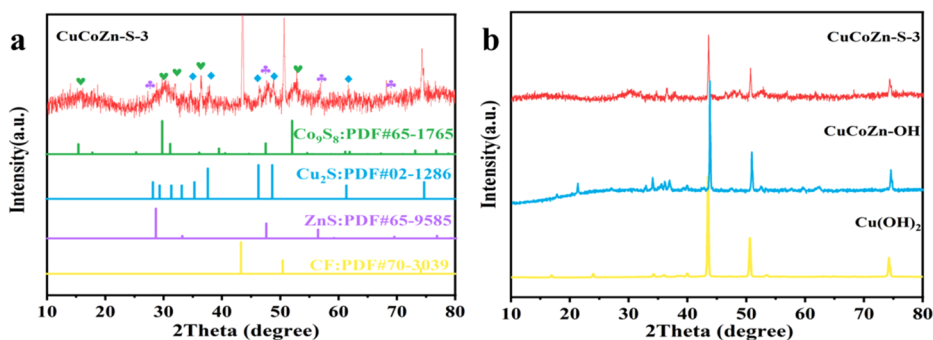 a
CuCoZn-S-3
Co9S8:PDF#65-1765
Cu2S:PDF#02-1286
ZnS:PDF#65-9585
CF:PDF#70-3039
Intensity(a.u.)
10 20 30 40 50 60 70 80
2Theta (degree)
b
CuCoZn-S-3
CuCoZn-OH
Cu(OH)2
Intensity(a.u.)
10 20 30 40 50 60 70 80
2Theta (degree)